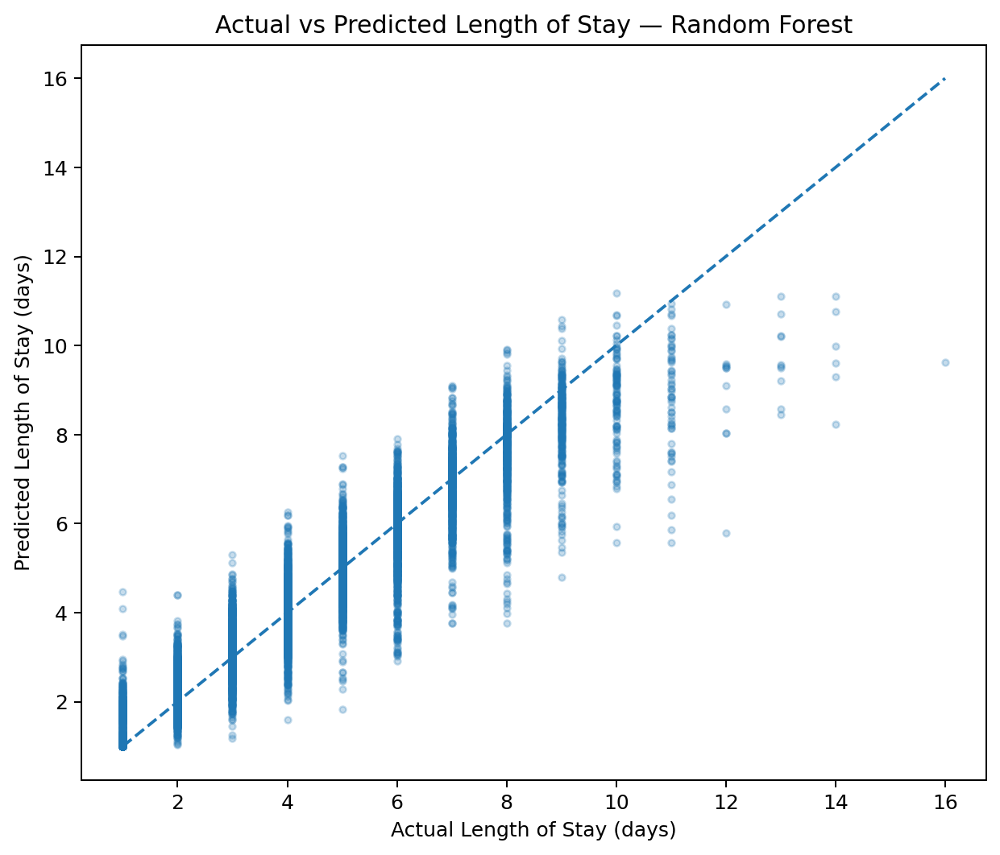 Actual vs Predicted Length of Stay — Random Forest
16
14
12
10
8
6
4
2
Predicted Length of Stay (days)
2 4 6 8 10 12 14 16
Actual Length of Stay (days)